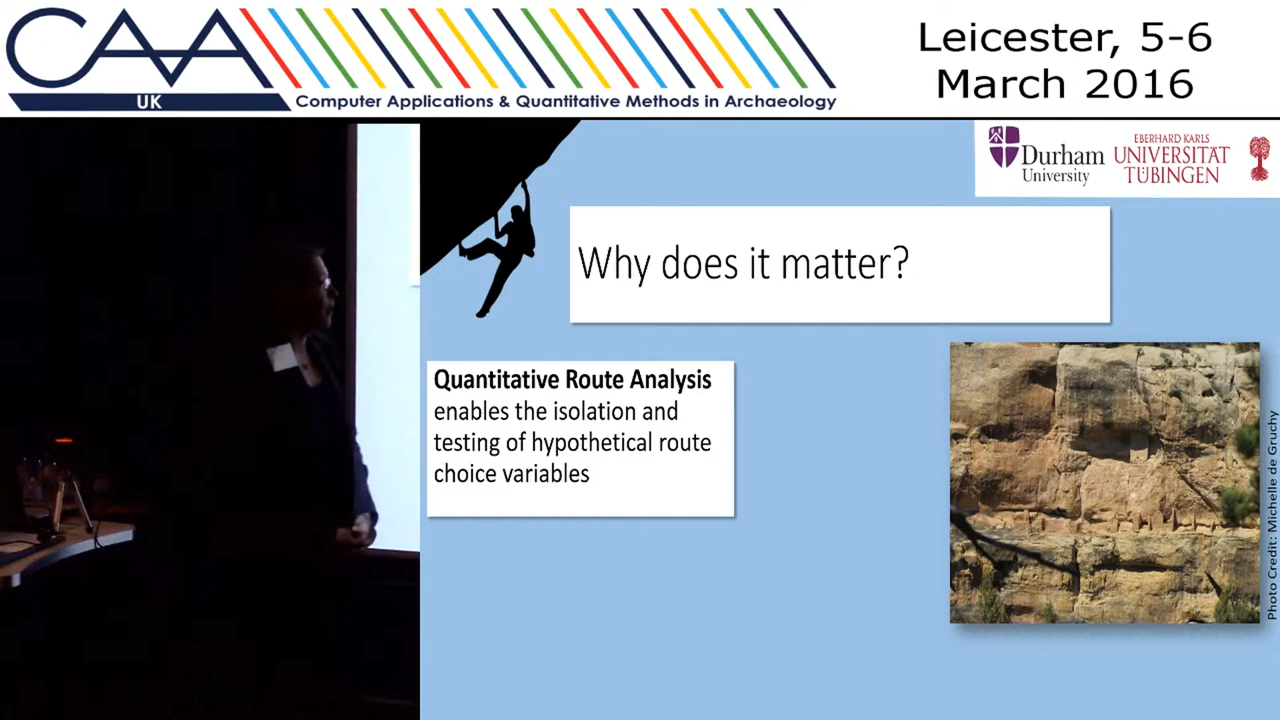 CAA
UK
Computer Applications & Quantitative Methods in Archaeology
Leicester, 5-6
March 2016
Durham
University
EBERHARD KARLS
UNIVERSITÄT
TÜBINGEN
Why does it matter?
Quantitative Route Analysis
enables the isolation and
testing of hypothetical route
choice variables
Photo Credit: Michelle de Gruchy